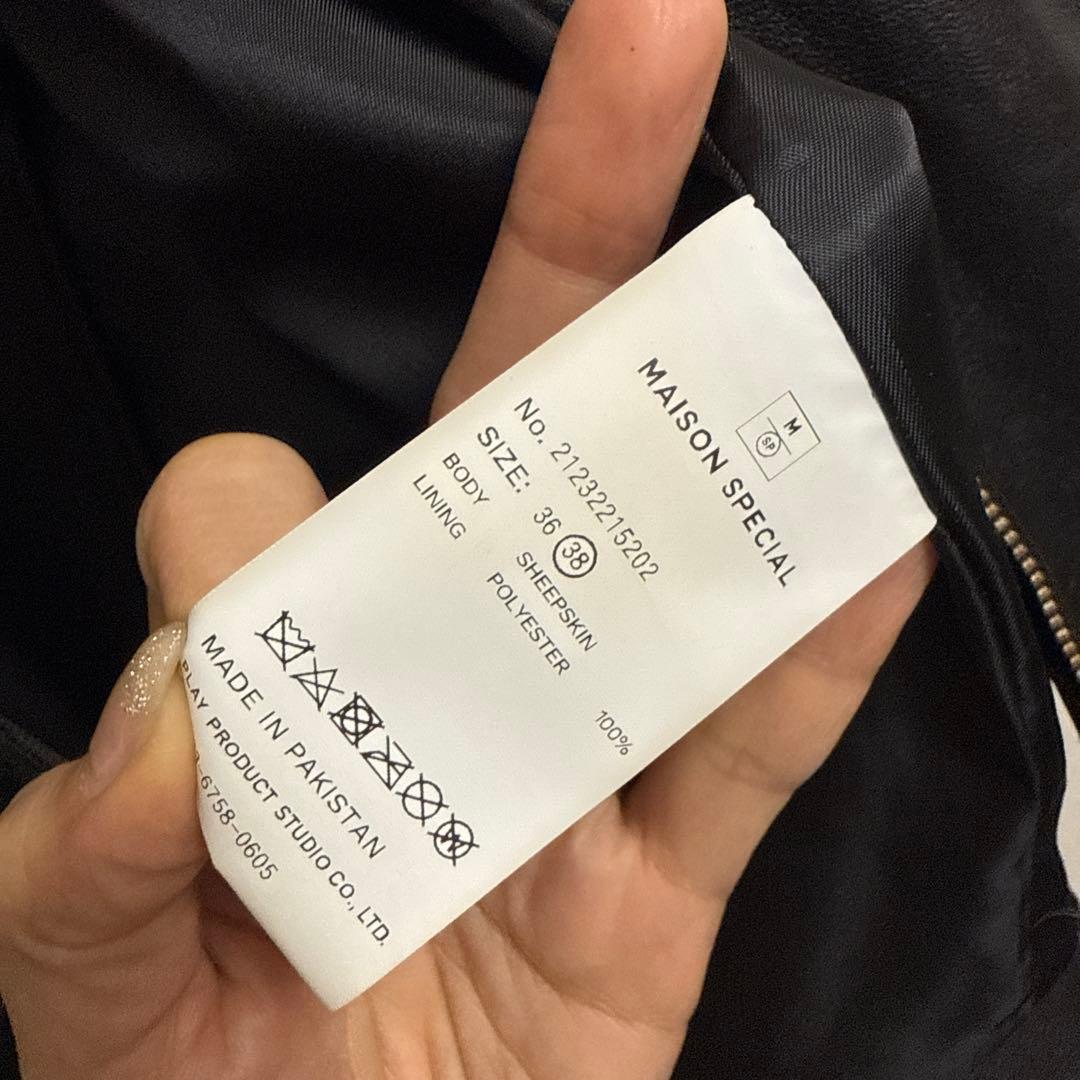 M
SP
MAISON SPECIAL
No. 21232215202
SIZE: 36 38
BODY SHEEPSKIN
LINING POLYESTER 100%
MADE IN PAKISTAN
PLAY PRODUCT STUDIO CO., LTD.
-6758-0605